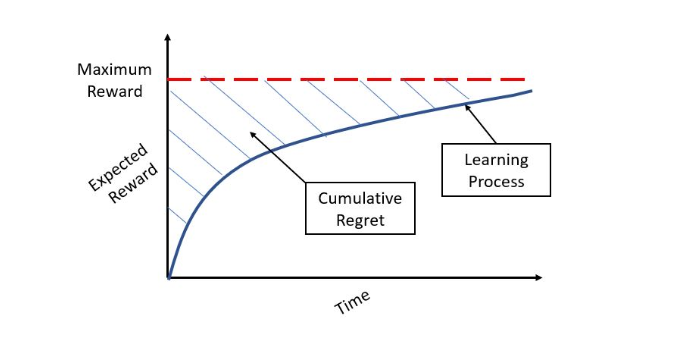 Maximum
Reward
Expected
Reward
Cumulative
Regret
Learning
Process
Time